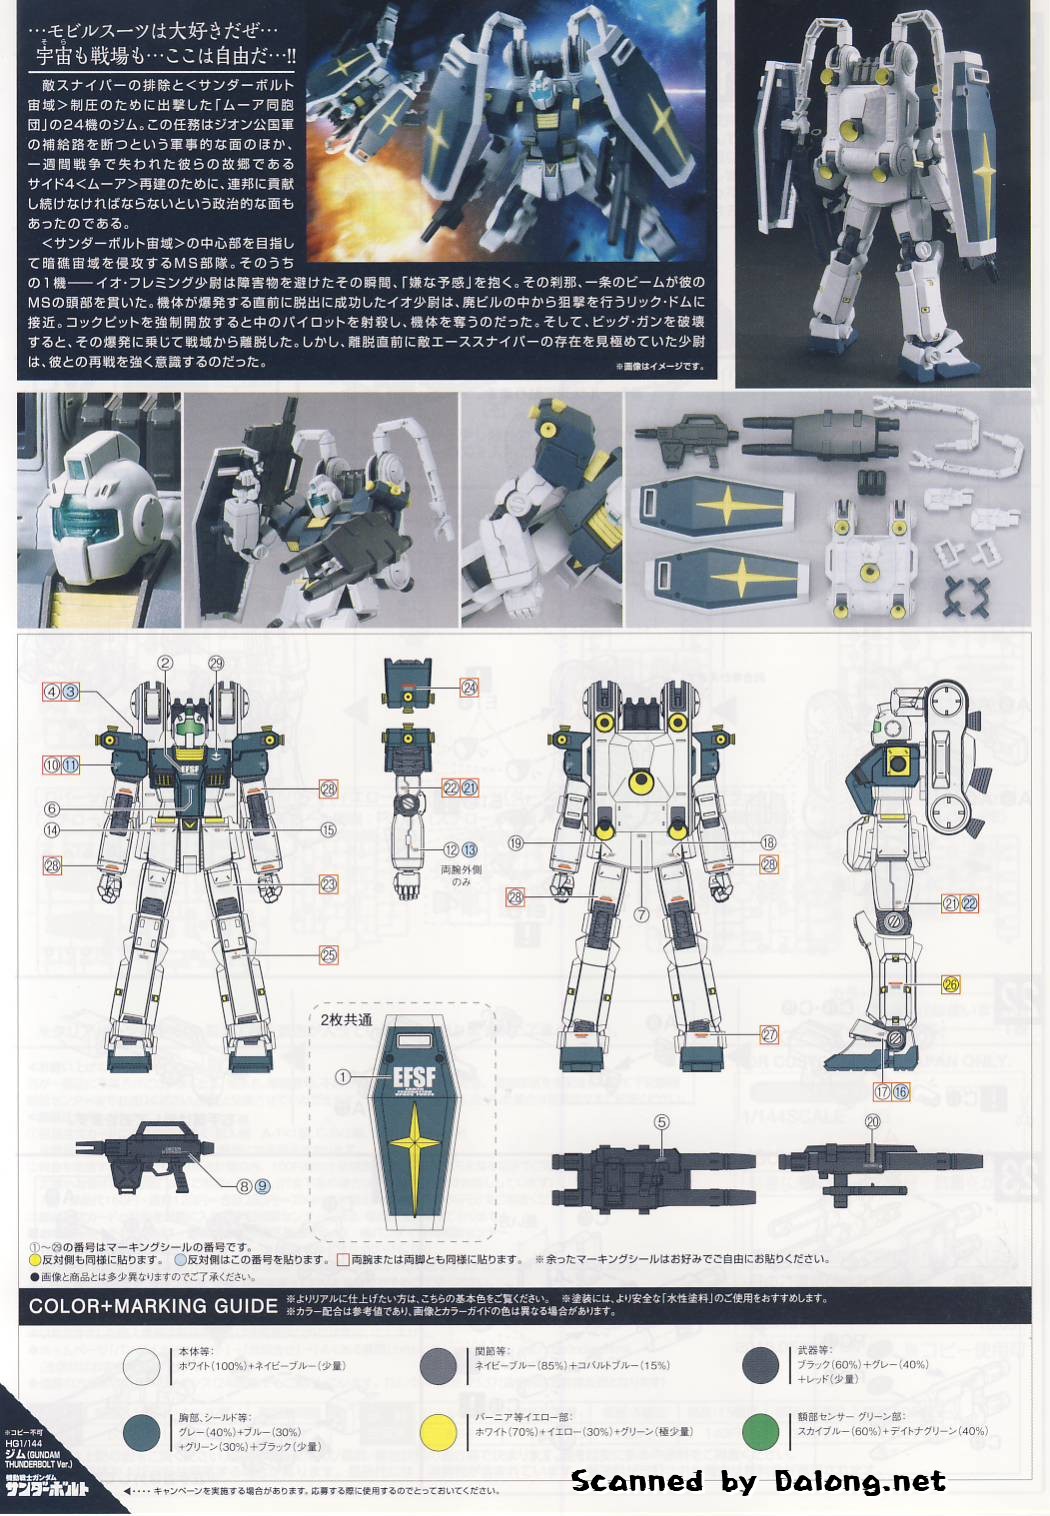 …モビルスーツは大好きだぜ…
宇宙も戦場も…ここは自由だ…!!
そら
敵スナイパーの排除と<サンダーボルト
宙域>制圧のために出撃した「ムーア同胞
団」の24機のジム。この任務はジオン公国軍
の補給路を断つという軍事的な面のほか、
一週間戦争で失われた彼らの故郷である
サイド4<ムーア>再建のために、連邦に貢献
し続けなければならないという政治的な面も
あったのである。
<サンダーボルト宙域>の中心部を目指し
て暗礁宙域を侵攻するMS部隊。そのうち
の1機――イオ・フレミング少尉は障害物を避けたその瞬間、「嫌な予感」を抱く。その刹那、一条のビームが彼の
MSの頭部を貫いた。機体が爆発する直前に脱出に成功したイオ少尉は、廃ビルの中から狙撃を行うリック・ドムに
接近。コックピットを強制開放すると中のパイロットを射殺し、機体を奪うのだった。そして、ビッグ・ガンを破壊
すると、その爆発に乗じて戦域から離脱した。しかし、離脱直前に敵エーススナイパーの存在を見極めていた少尉
は、彼との再戦を強く意識するのだった。
※画像はイメージです。
② ㉙
④③
㉔
⑩⑪
EFSF
㉘
㉒㉑
⑥
⑭
⑮
⑫⑬
両腕外側
のみ
⑲
⑱
㉘
㉘
㉓
㉘
⑦
㉑㉒
㉕
㉖
㉗
⑰⑯
2枚共通
①
EFSF
⑧⑨
⑤
⑳
①~㉙の番号はマーキングシールの番号です。
反対側も同様に貼ります。 反対側はこの番号を貼ります。 両腕または両脚とも同様に貼ります。 ※余ったマーキングシールはお好みでご自由にお貼りください。
●画像と商品とは多少異なりますのでご了承ください。
COLOR+MARKING GUIDE
※よりリアルに仕上げたい方は、こちらの基本色をご覧ください。 ※塗装には、より安全な「水性塗料」のご使用をおすすめします。
※カラー配合は参考値であり、画像とカラーガイドの色は異なる場合があります。
本体等:
ホワイト(100%)+ネイビーブルー(少量)
関節等:
ネイビーブルー(85%)+コバルトブルー(15%)
武器等:
ブラック(60%)+グレー(40%)
+レッド(少量)
胸部、シールド等:
グレー(40%)+ブルー(30%)
+グリーン(30%)+ブラック(少量)
バーニア等イエロー部:
ホワイト(70%)+イエロー(30%)+グリーン(極少量)
額部センサー グリーン部:
スカイブルー(60%)+デイトナグリーン(40%)
※コピー不可
HG1/144
ジム(GUNDAM
THUNDERBOLT Ver.)
機動戦士ガンダム
サンダーボルト
◀・・・・キャンペーンを実施する場合があります。応募する際に使用するのでとっておいてください。
Scanned by Dalong.net